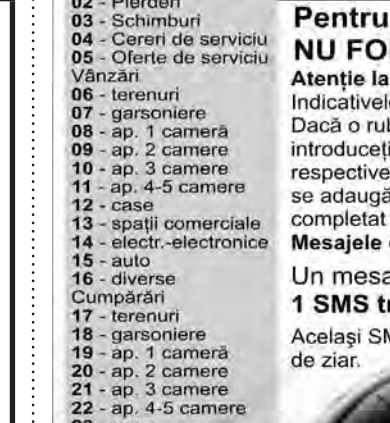 02 - Pierderi
03 - Schimburi
04 - Cereri de serviciu
05 - Oferte de serviciu
Vânzări
06 - terenuri
07 - garsoniere
08 - ap. 1 cameră
09 - ap. 2 camere
10 - ap. 3 camere
11 - ap. 4-5 camere
12 - case
13 - spaţii comerciale
14 - electr.-electronice
15 - auto
16 - diverse
Cumpărări
17 - terenuri
18 - garsoniere
19 - ap. 1 cameră
20 - ap. 2 camere
21 - ap. 3 camere
22 - ap. 4-5 camere
Pentru
NU FO
Atenţie la
Indicativel
Dacă o rub
introduceţi
respective
se adaugă
completat
Mesajele
Un mesa
1 SMS tr
Acelaşi SM
de ziar.